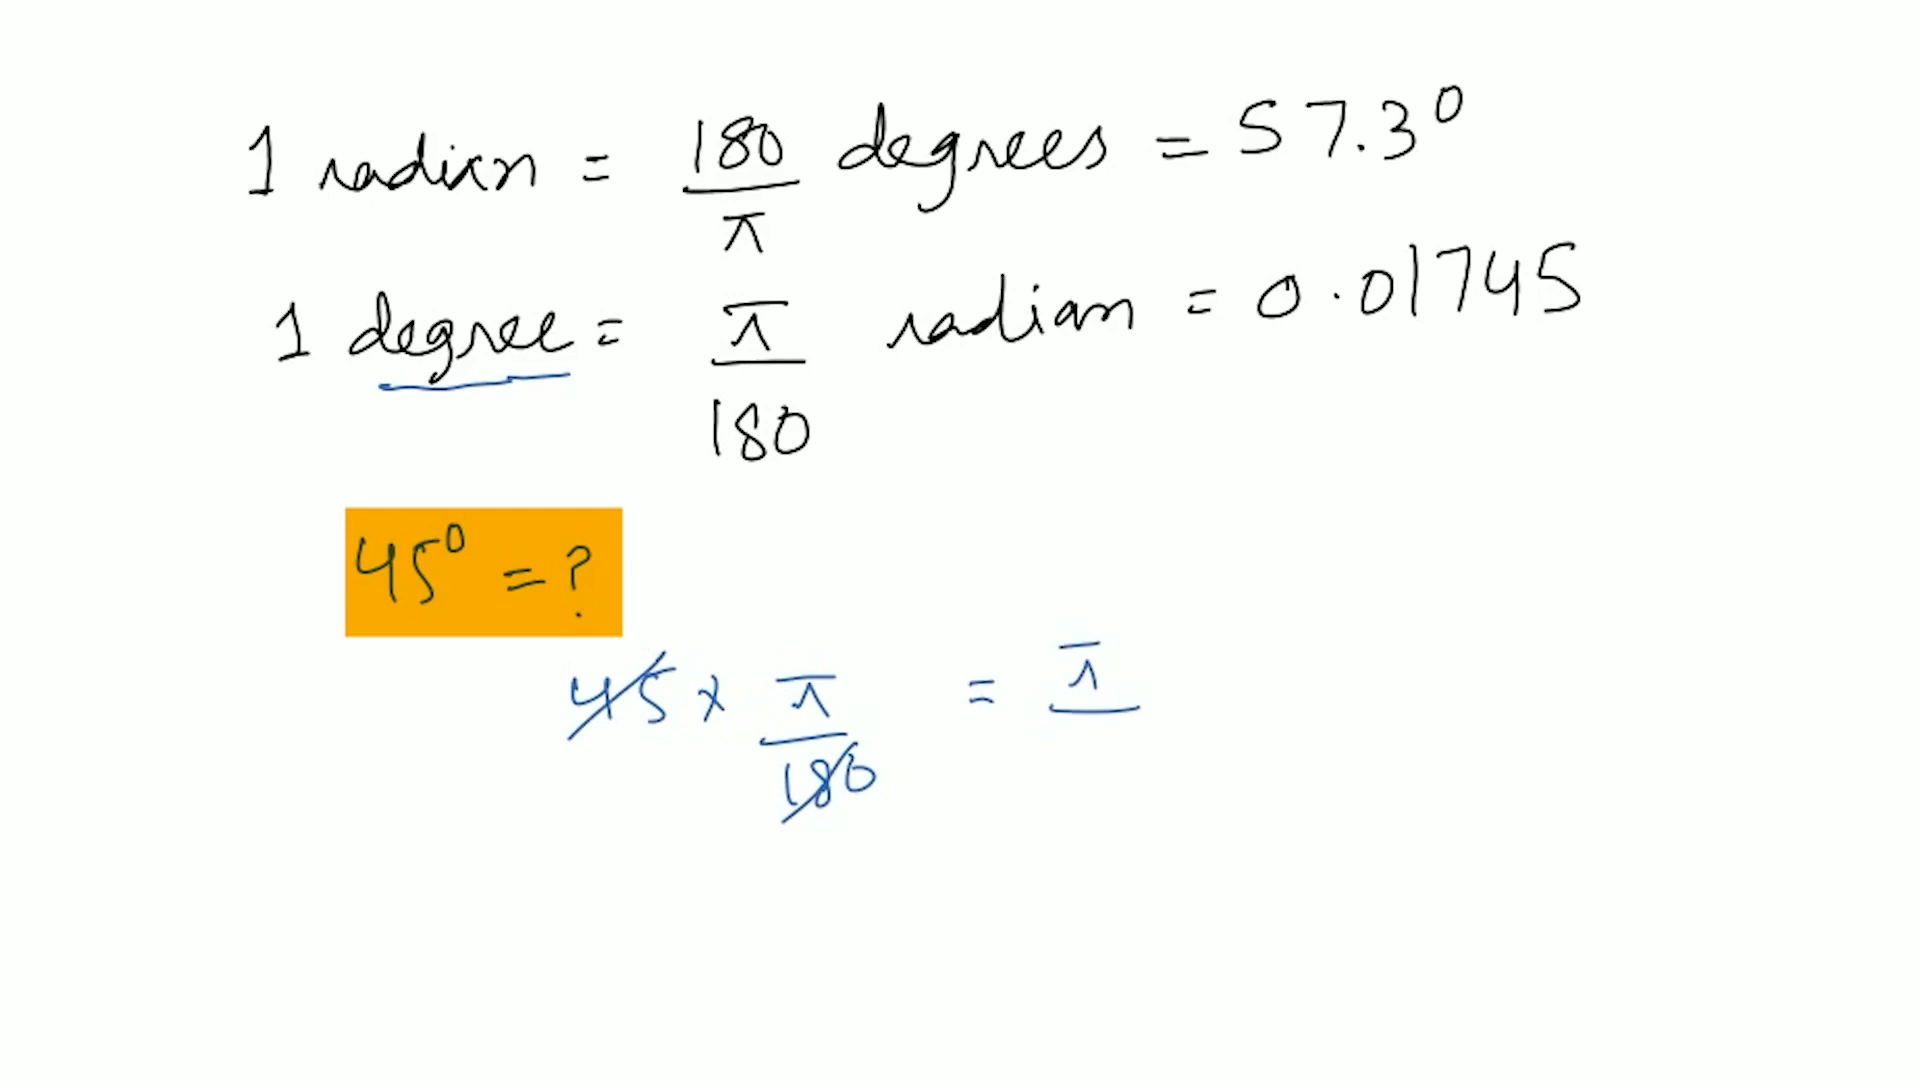 1 radian = 180/π degrees = 57.3°
1 degree = π/180 radian = 0.01745
45° = ?
45 × π/180 = π/